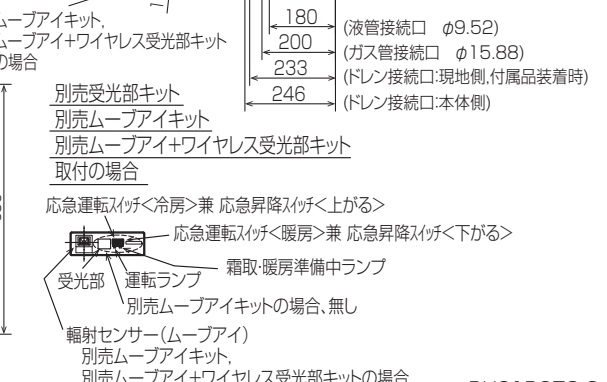 ムーブアイキット,
ムーブアイ+ワイヤレス受光部キット
の場合
180 (液管接続口 φ9.52)
200 (ガス管接続口 φ15.88)
233 (ドレン接続口:現地側,付属品装着時)
246 (ドレン接続口:本体側)
別売受光部キット
別売ムーブアイキット
別売ムーブアイ+ワイヤレス受光部キット
取付の場合
応急運転スイッチ<冷房>兼 応急昇降スイッチ<上がる>
応急運転スイッチ<暖房>兼 応急昇降スイッチ<下がる>
霜取・暖房準備中ランプ
受光部 運転ランプ
別売ムーブアイキットの場合、無し
輻射センサー(ムーブアイ)
別売ムーブアイキット,
別売ムーブアイ+ワイヤレス受光部キットの場合